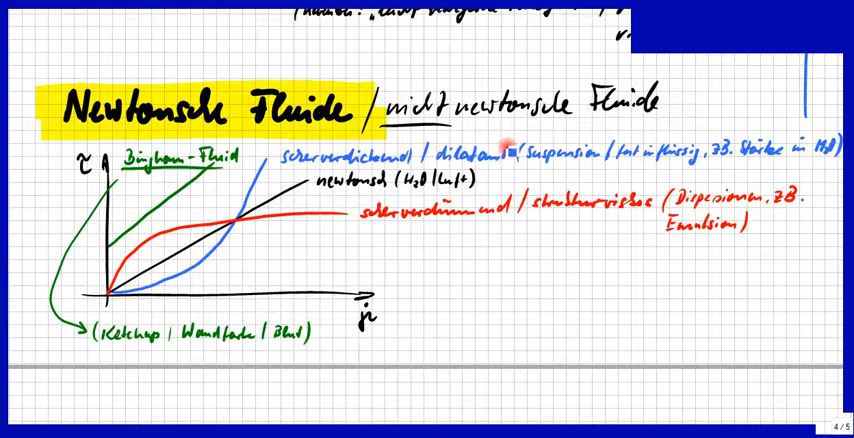 Newtonsche Fluide / nicht newtonsche Fluide
τ
Bingham-Fluid
scherverdickend / dilatant (Suspension / fest in flüssig, z.B. Stärke in H₂O)
newtonsch (H₂O / Luft)
scherverdünnend / strukturviskos (Dispersionen, z.B.
Emulsion)
γ̇
(Ketchup / Wandfarbe / Blut)
4 / 5